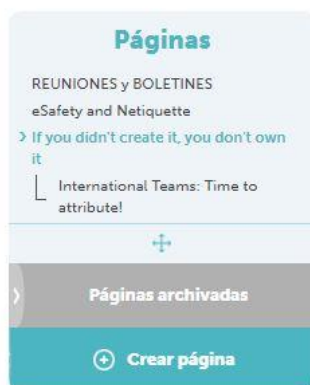 Páginas
REUNIONES y BOLETINES
eSafety and Netiquette
If you didn't create it, you don't own
it
International Teams: Time to
attribute!
Páginas archivadas
Crear página